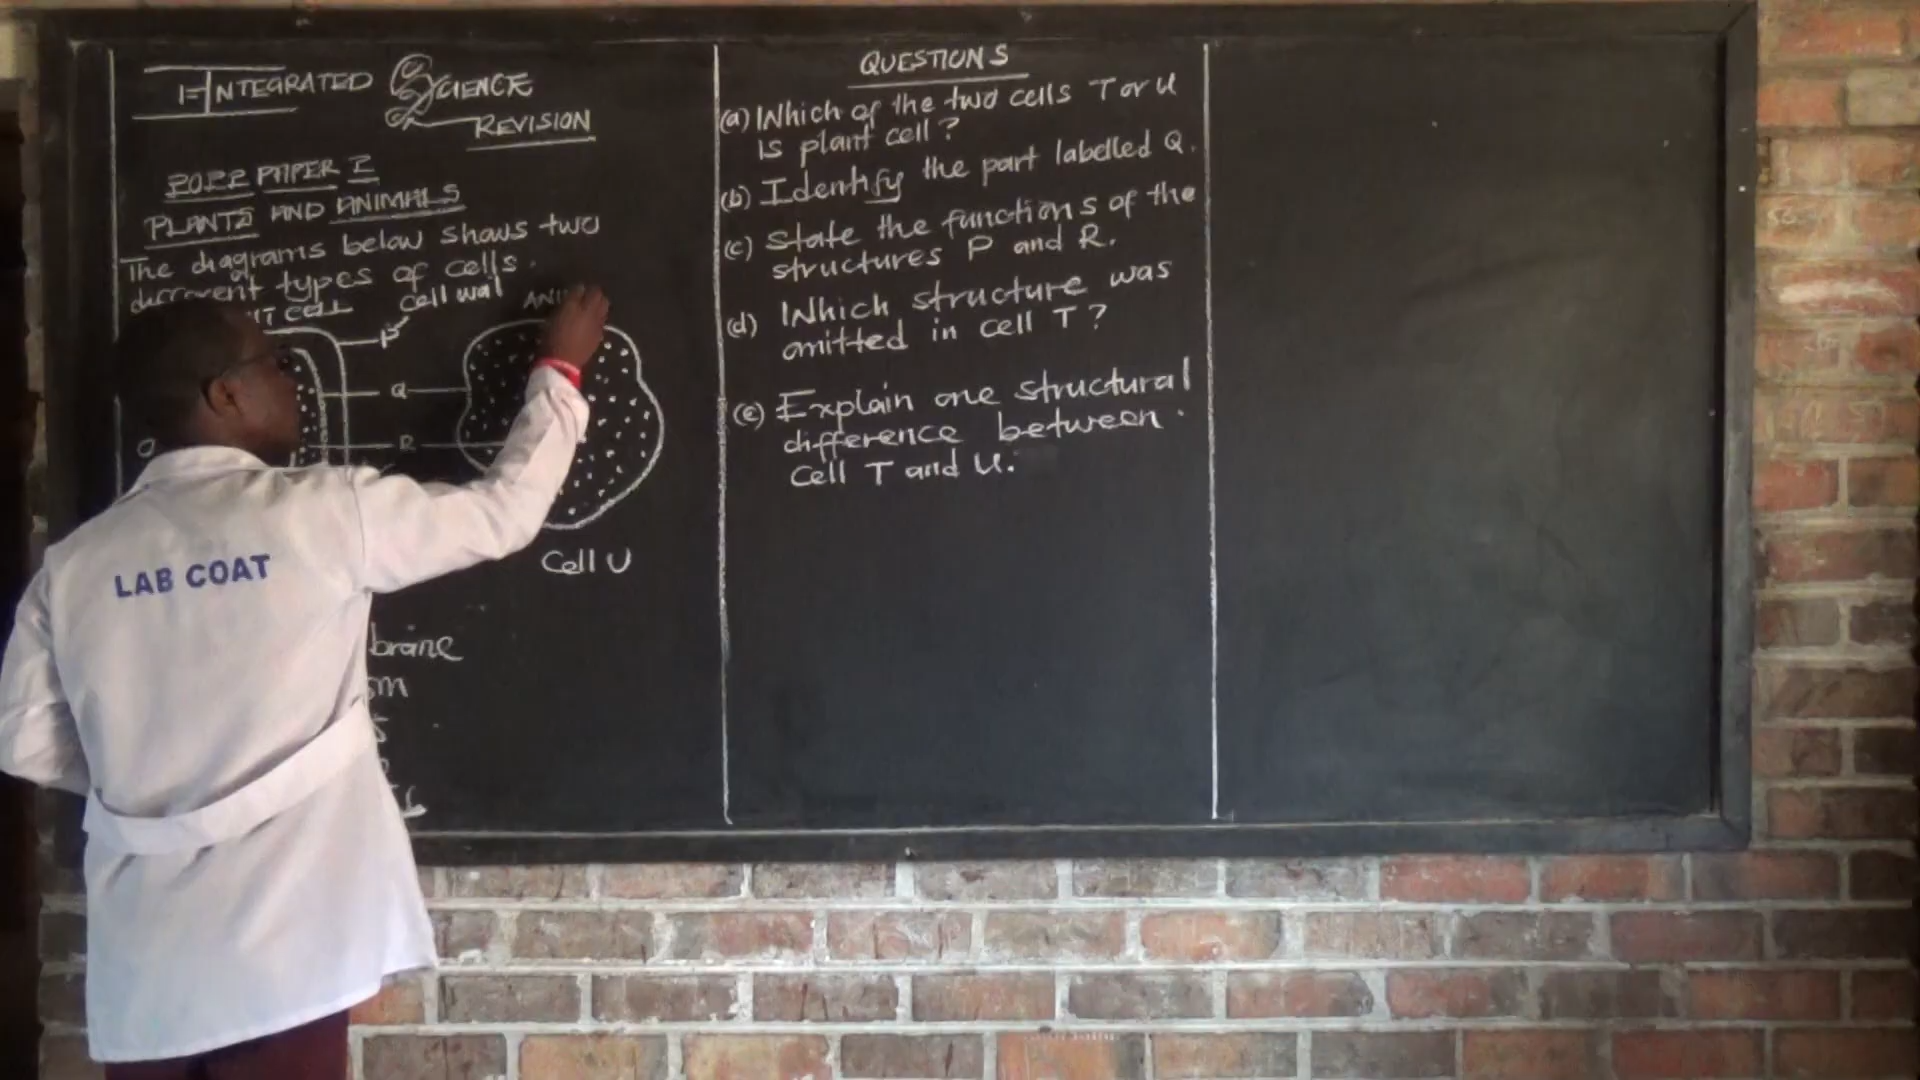 INTEGRATED SCIENCE
REVISION
2022 PAPER I
PLANTS AND ANIMALS
The diagrams below shows two
different types of cells.
CELL
P
cell wal
ANI
Q
R
Cell U
LAB COAT
brane
sm
QUESTIONS
(a) Which of the two cells T or U
is plant cell?
(b) Identify the part labelled Q.
(c) State the functions of the
structures P and R.
(d) Which structure was
omitted in cell T?
(e) Explain one structural
difference between
Cell T and U.